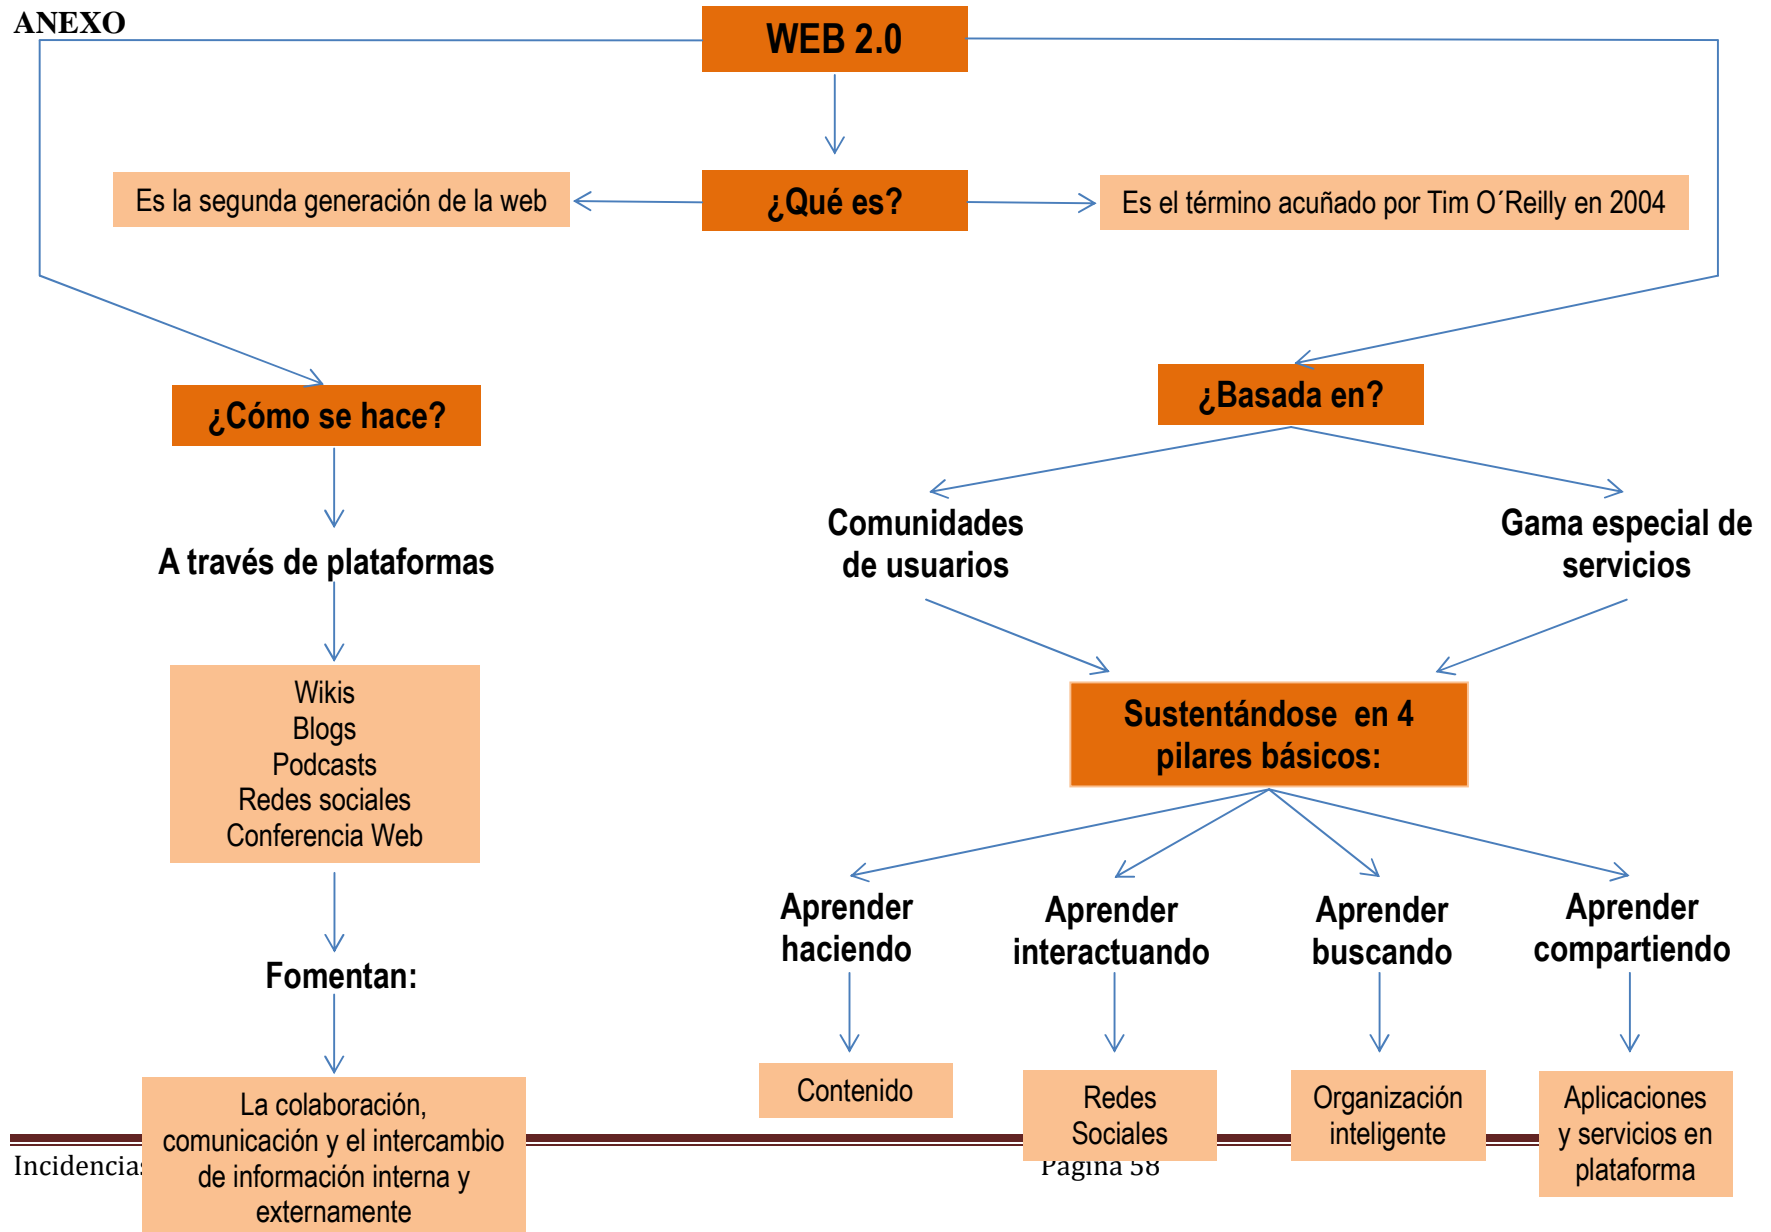 ANEXO
WEB 2.0
Es la segunda generación de la web
¿Qué es?
Es el término acuñado por Tim O´Reilly en 2004
¿Cómo se hace?
A través de plataformas
Wikis
Blogs
Podcasts
Redes sociales
Conferencia Web
Fomentan:
La colaboración,
comunicación y el intercambio
de información interna y
externamente
¿Basada en?
Comunidades
de usuarios
Gama especial de
servicios
Sustentándose  en 4
pilares básicos:
Aprender
haciendo
Aprender
interactuando
Aprender
buscando
Aprender
compartiendo
Contenido
Redes
Sociales
Organización
inteligente
Aplicaciones
y servicios en
plataforma
Incidencias
Página 58